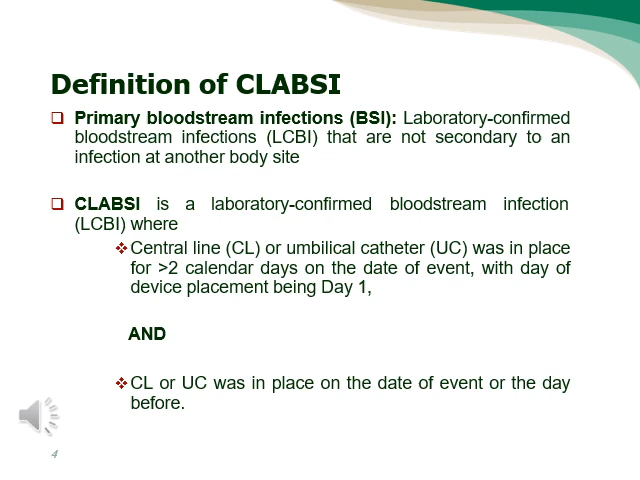 Definition of CLABSI
❑ Primary bloodstream infections (BSI): Laboratory-confirmed
bloodstream infections (LCBI) that are not secondary to an
infection at another body site
❑ CLABSI is a laboratory-confirmed bloodstream infection
(LCBI) where
❖Central line (CL) or umbilical catheter (UC) was in place
for >2 calendar days on the date of event, with day of
device placement being Day 1,
AND
❖CL or UC was in place on the date of event or the day
before.
4